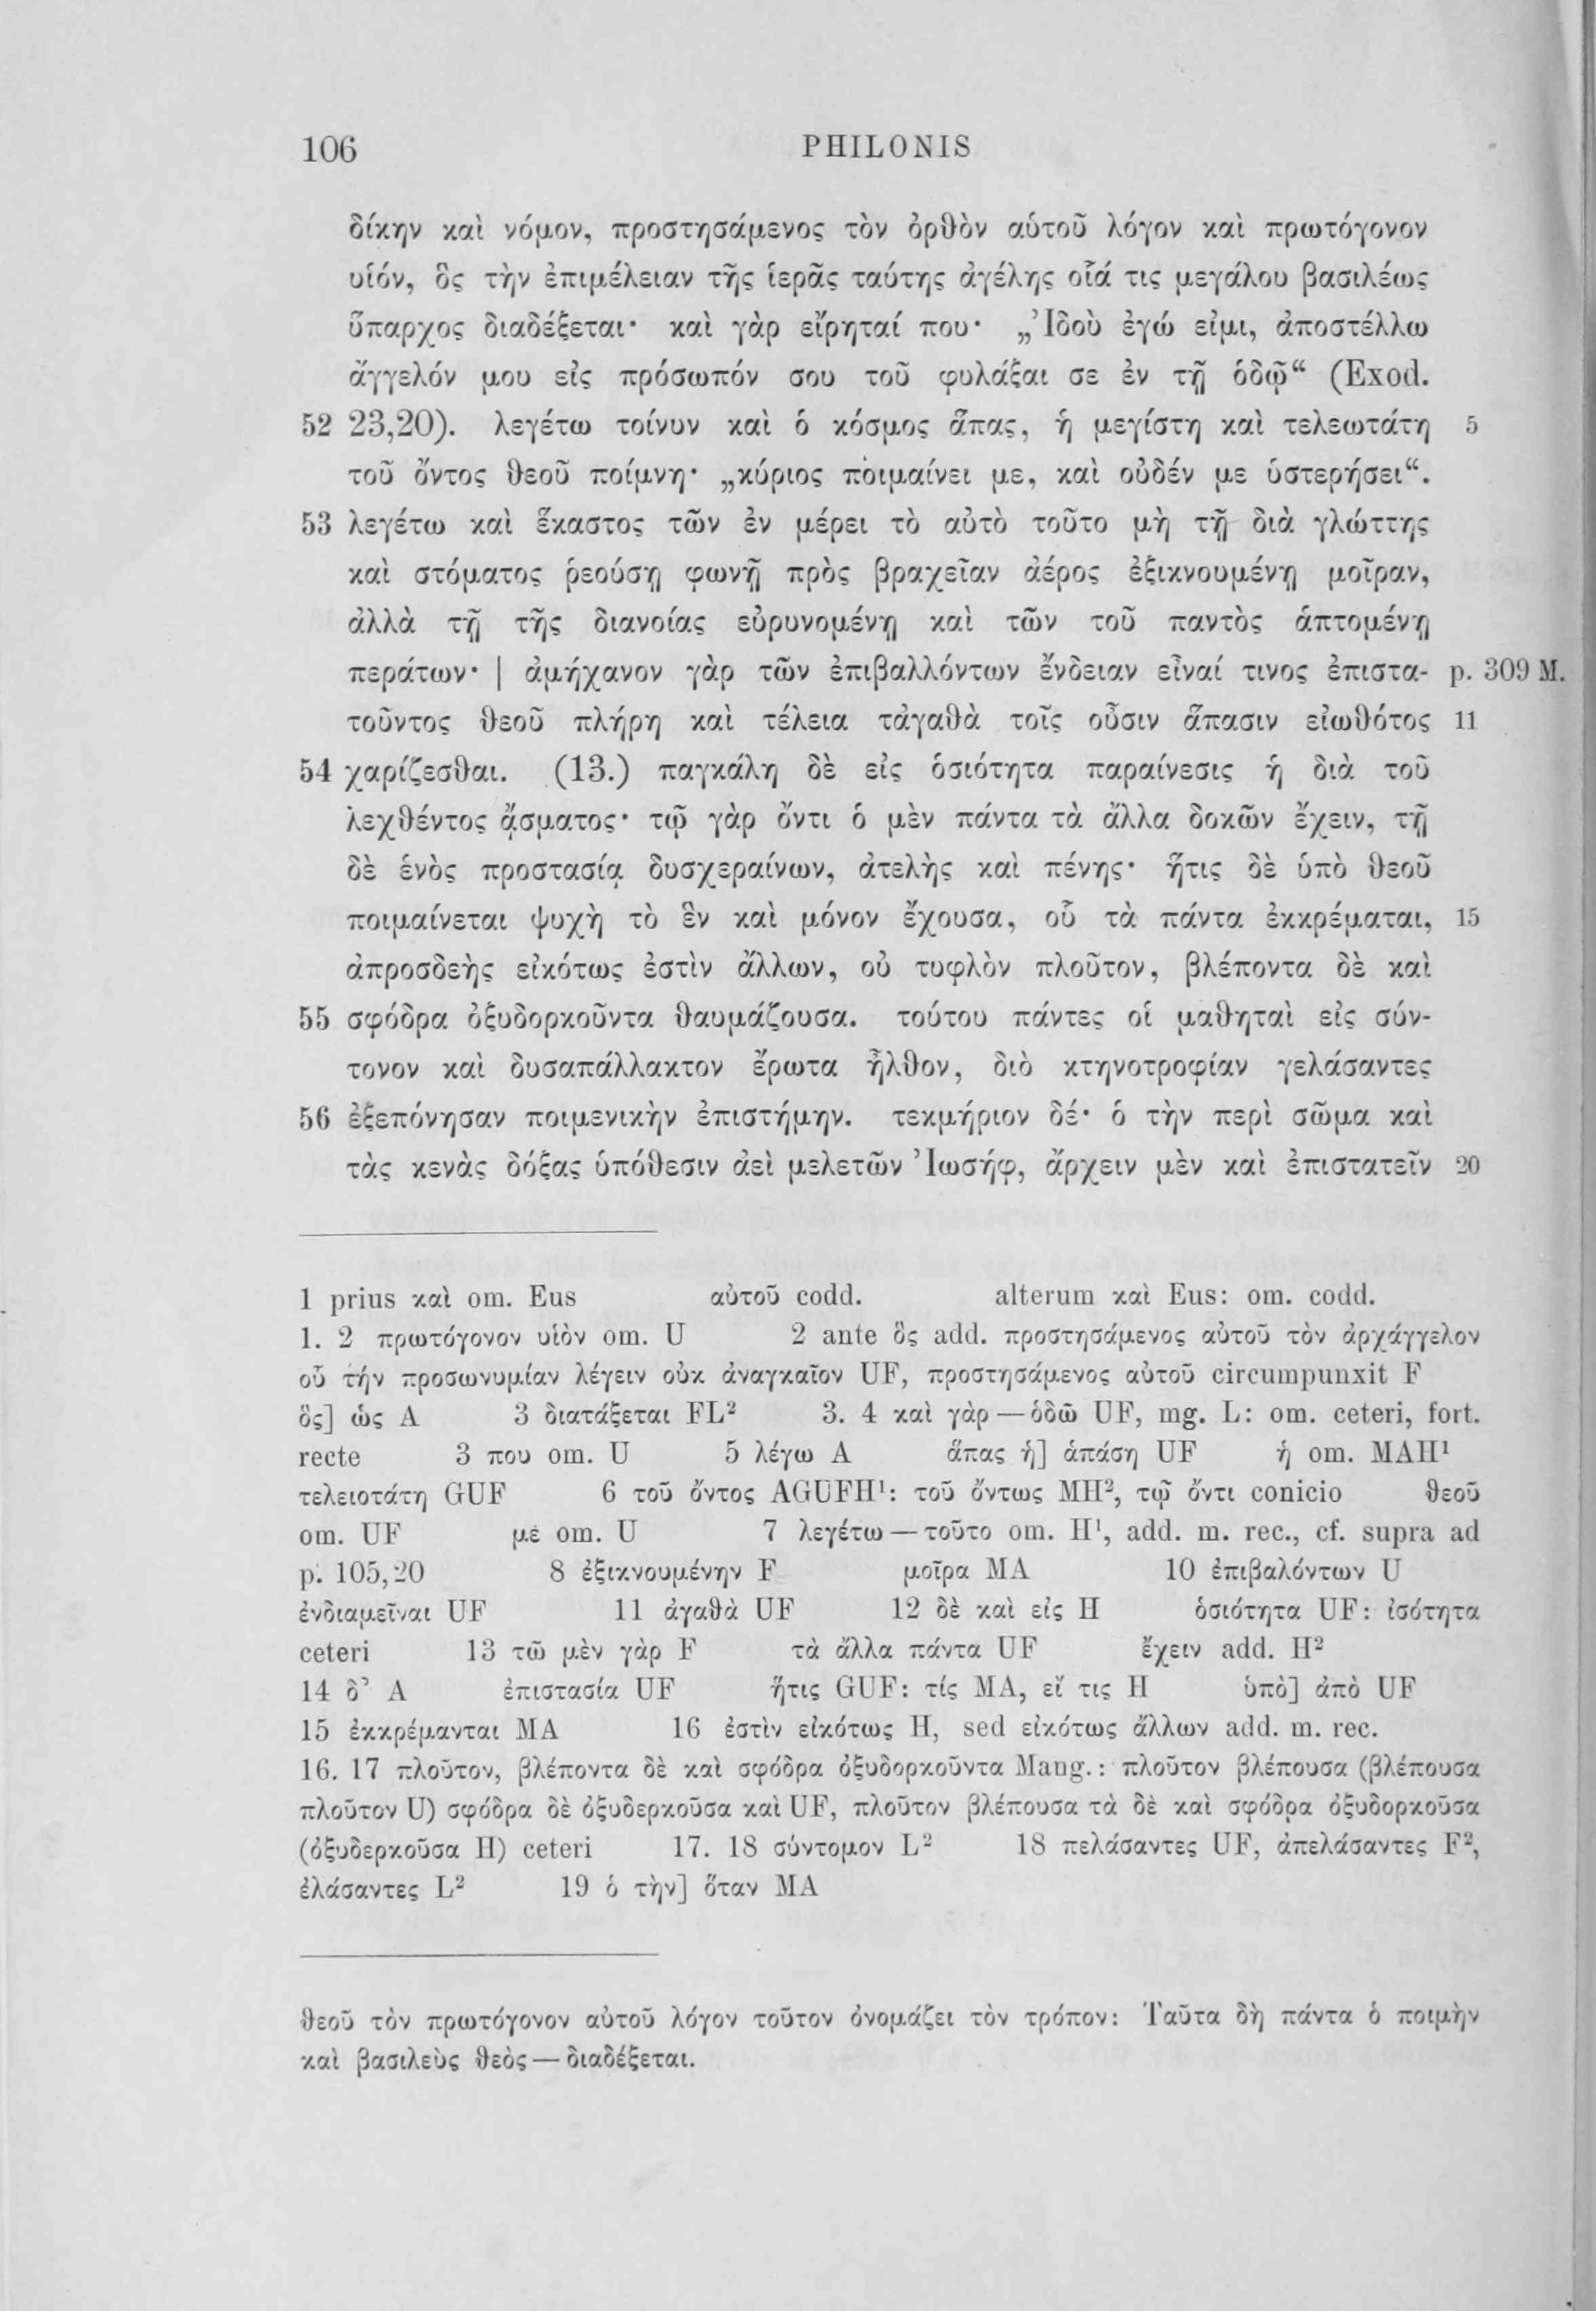 106 PHILONIS
δίκην καὶ νόμον, προστησάμενος τὸν ὀρθὸν αὑτοῦ λόγον καὶ πρωτόγονον
υἱόν, ὃς τὴν ἐπιμέλειαν τῆς ἱερᾶς ταύτης ἀγέλης οἷά τις μεγάλου βασιλέως
ὕπαρχος διαδέξεται· καὶ γὰρ εἴρηταί που· „Ἰδοὺ ἐγώ εἰμι, ἀποστέλλω
ἄγγελόν μου εἰς πρόσωπόν σου τοῦ φυλάξαι σε ἐν τῇ ὁδῷ“ (Exod.
52 23,20). λεγέτω τοίνυν καὶ ὁ κόσμος ἅπας, ἡ μεγίστη καὶ τελεωτάτη 5
τοῦ ὄντος θεοῦ ποίμνη· „κύριος ποιμαίνει με, καὶ οὐδέν με ὑστερήσει“.
53 λεγέτω καὶ ἕκαστος τῶν ἐν μέρει τὸ αὐτὸ τοῦτο μὴ τῇ διὰ γλώττης
καὶ στόματος ῥεούσῃ φωνῇ πρὸς βραχεῖαν ἀέρος ἐξικνουμένῃ μοῖραν,
ἀλλὰ τῇ τῆς διανοίας εὐρυνομένῃ καὶ τῶν τοῦ παντὸς ἁπτομένῃ
περάτων· | ἀμήχανον γὰρ τῶν ἐπιβαλλόντων ἔνδειαν εἶναί τινος ἐπιστα- p. 309 M.
τοῦντος θεοῦ πλήρη καὶ τέλεια τἀγαθὰ τοῖς οὖσιν ἅπασιν εἰωθότος 11
54 χαρίζεσθαι. (13.) παγκάλη δὲ εἰς ὁσιότητα παραίνεσις ἡ διὰ τοῦ
λεχθέντος ᾄσματος· τῷ γὰρ ὄντι ὁ μὲν πάντα τὰ ἄλλα δοκῶν ἔχειν, τῇ
δὲ ἑνὸς προστασίᾳ δυσχεραίνων, ἀτελὴς καὶ πένης· ἥτις δὲ ὑπὸ θεοῦ
ποιμαίνεται ψυχὴ τὸ ἓν καὶ μόνον ἔχουσα, οὗ τὰ πάντα ἐκκρέμαται, 15
ἀπροσδεὴς εἰκότως ἐστὶν ἄλλων, οὐ τυφλὸν πλοῦτον, βλέποντα δὲ καὶ
55 σφόδρα ὀξυδορκοῦντα θαυμάζουσα. τούτου πάντες οἱ μαθηταὶ εἰς σύν-
τονον καὶ δυσαπάλλακτον ἔρωτα ἦλθον, διὸ κτηνοτροφίαν γελάσαντες
56 ἐξεπόνησαν ποιμενικὴν ἐπιστήμην. τεκμήριον δέ· ὁ τὴν περὶ σῶμα καὶ
τὰς κενὰς δόξας ὑπόθεσιν ἀεὶ μελετῶν Ἰωσήφ, ἄρχειν μὲν καὶ ἐπιστατεῖν 20
1 prius καὶ om. Eus αὐτοῦ codd. alterum καὶ Eus: om. codd.
1. 2 πρωτόγονον υἱὸν om. U 2 ante ὃς add. προστησάμενος αὐτοῦ τὸν ἀρχάγγελον
οὗ τήν προσωνυμίαν λέγειν οὐκ ἀναγκαῖον UF, προστησάμενος αὐτοῦ circumpunxit F
ὃς] ὡς A 3 διατάξεται FL² 3. 4 καὶ γὰρ — ὁδῶ UF, mg. L: om. ceteri, fort.
recte 3 που om. U 5 λέγω A ἅπας ἡ] ἁπάση UF ἡ om. MAH¹
τελειοτάτη GUF 6 τοῦ ὄντος AGUFH¹: τοῦ ὄντως MH², τῷ ὄντι conicio θεοῦ
om. UF με om. U 7 λεγέτω — τοῦτο om. H¹, add. m. rec., cf. supra ad
p. 105,20 8 ἐξικνουμένην F μοῖρα MA 10 ἐπιβαλόντων U
ἐνδιαμεῖναι UF 11 ἀγαθὰ UF 12 δὲ καὶ εἰς H ὁσιότητα UF: ἰσότητα
ceteri 13 τῶ μὲν γὰρ F τὰ ἄλλα πάντα UF ἔχειν add. H²
14 δ’ A ἐπιστασία UF ἥτις GUF: τίς MA, εἴ τις H ὑπὸ] ἀπὸ UF
15 ἐκκρέμανται MA 16 ἐστὶν εἰκότως H, sed εἰκότως ἄλλων add. m. rec.
16. 17 πλοῦτον, βλέποντα δὲ καὶ σφόδρα ὀξυδορκοῦντα Mang.: πλοῦτον βλέπουσα (βλέπουσα
πλοῦτον U) σφόδρα δὲ ὀξυδερκοῦσα καὶ UF, πλοῦτον βλέπουσα τὰ δὲ καὶ σφόδρα ὀξυδορκοῦσα
(ὀξυδερκοῦσα H) ceteri 17. 18 σύντομον L² 18 πελάσαντες UF, ἀπελάσαντες F²,
ἐλάσαντες L² 19 ὁ τὴν] ὅταν MA
θεοῦ τὸν πρωτόγονον αὐτοῦ λόγον τοῦτον ὀνομάζει τὸν τρόπον: Ταῦτα δὴ πάντα ὁ ποιμὴν
καὶ βασιλεὺς θεὸς — διαδέξεται.